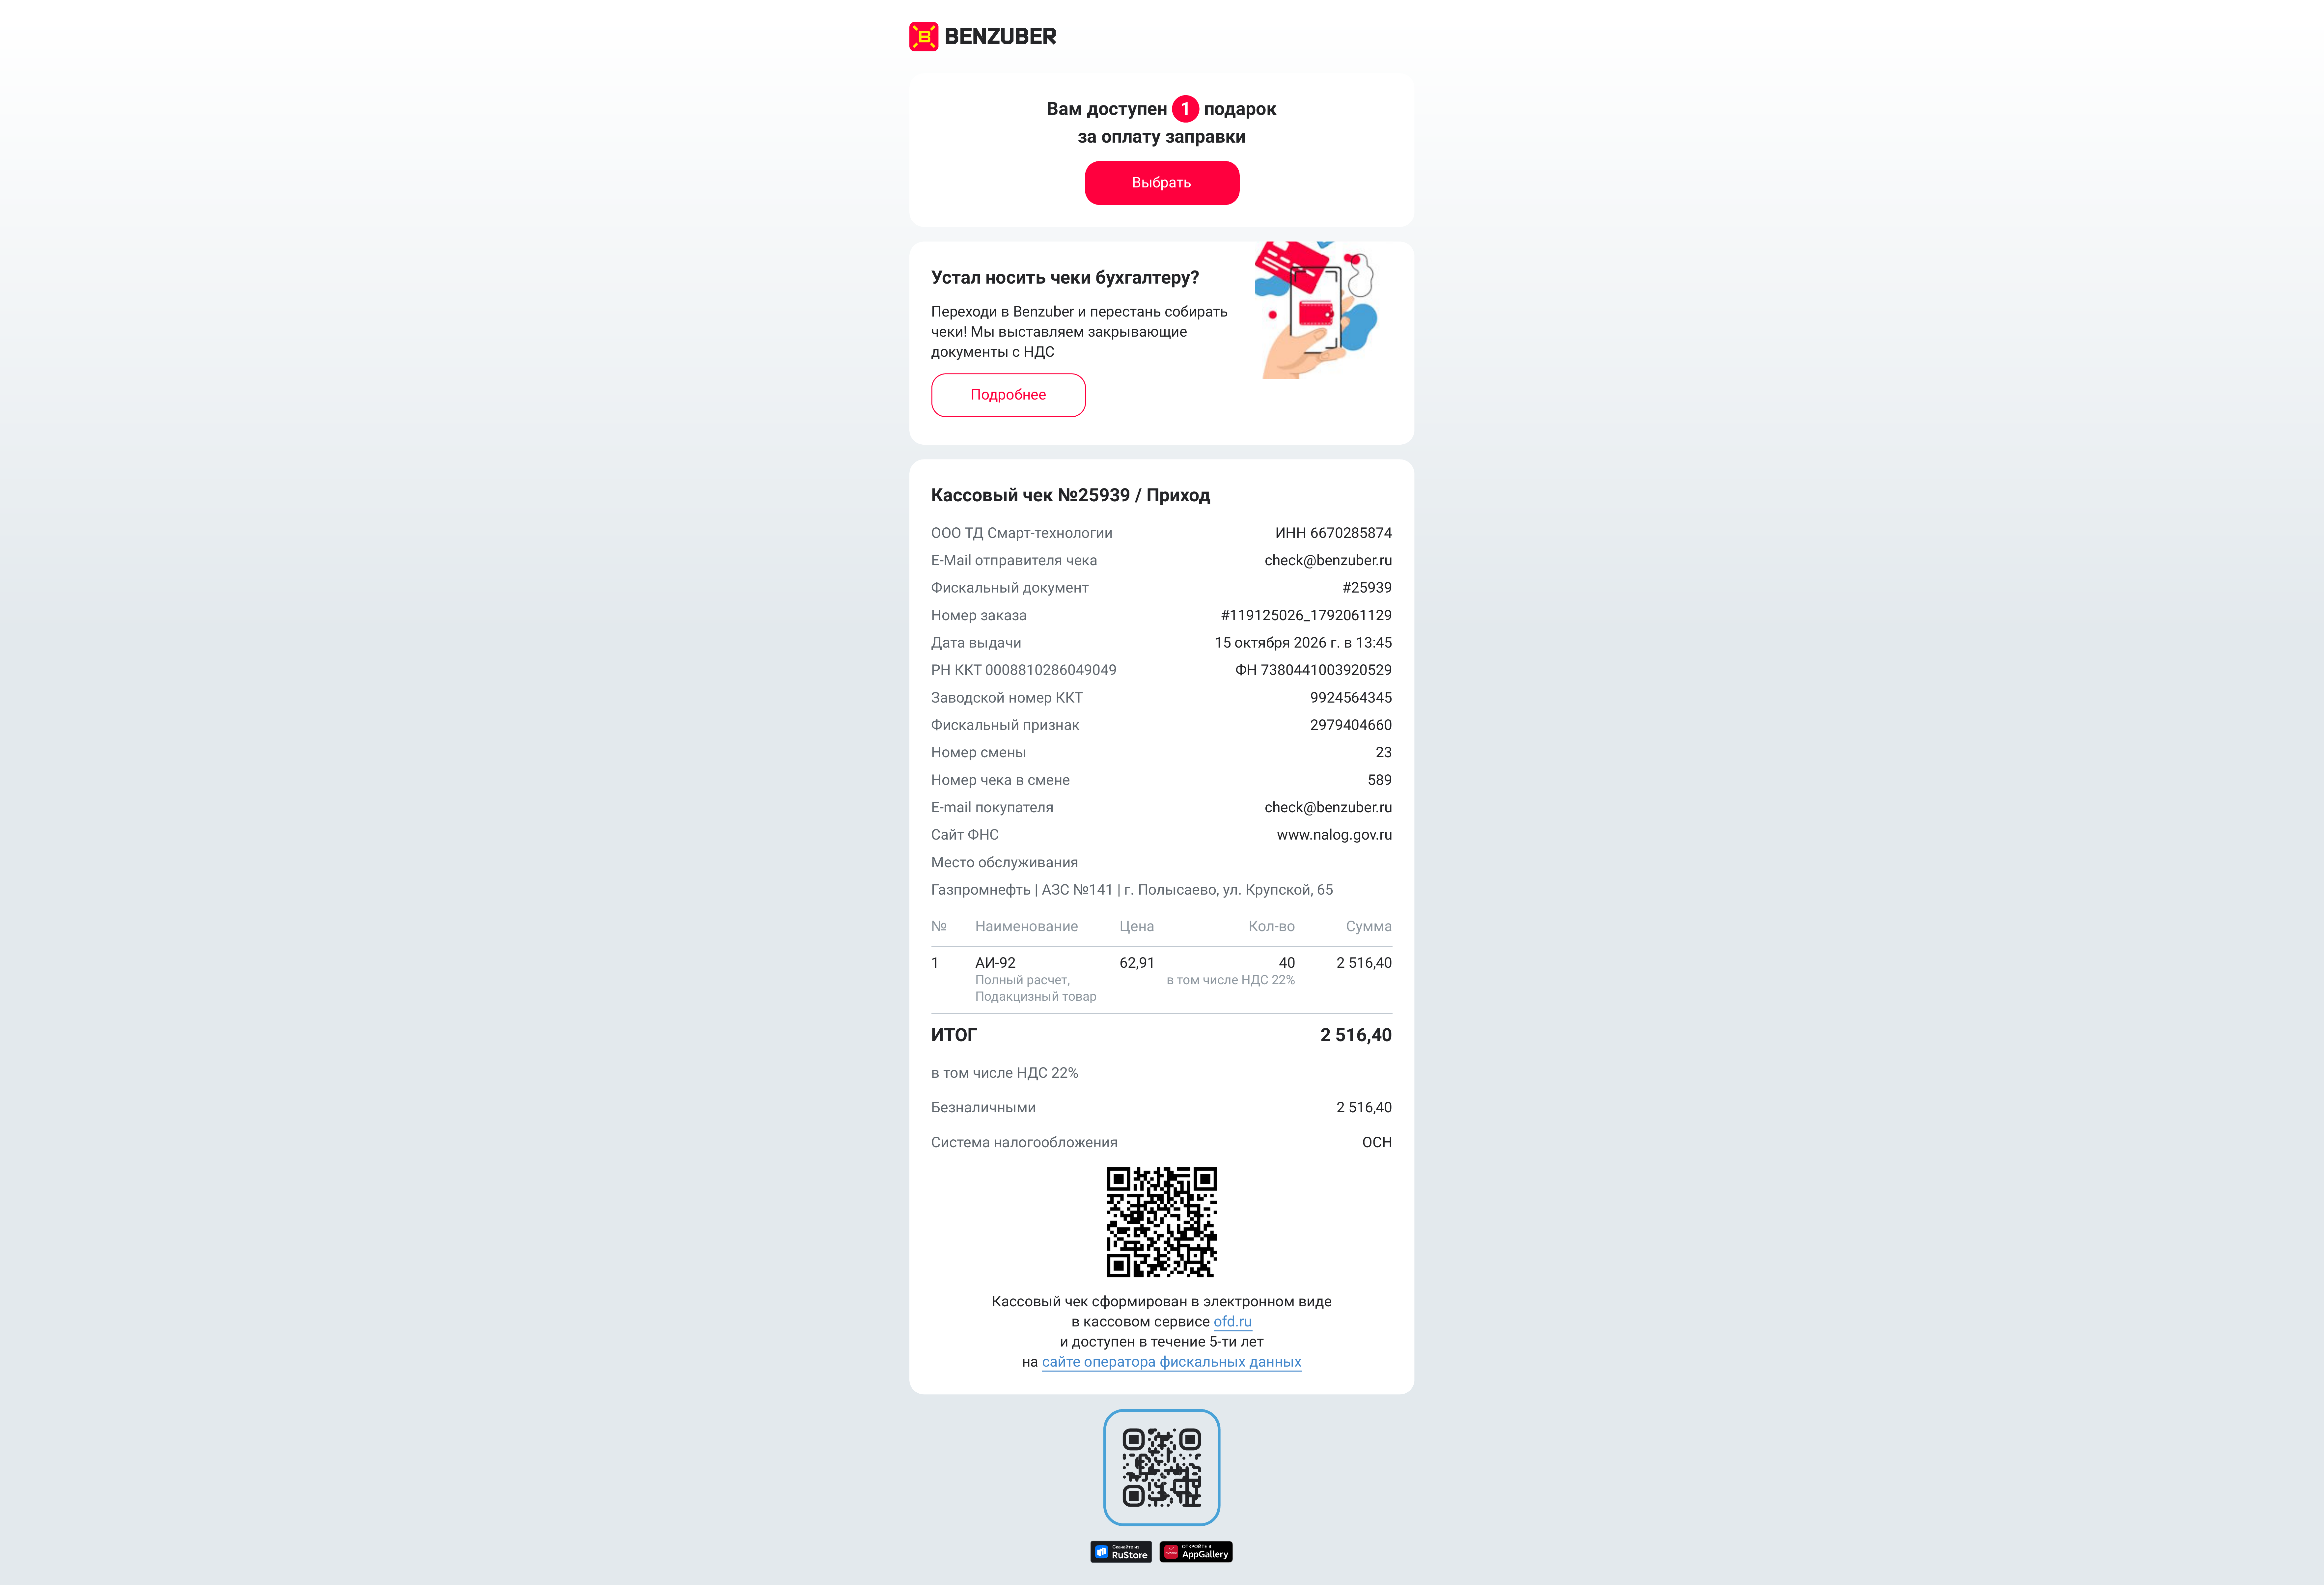 BENZUBER
Вам доступен 1 подарок
за оплату заправки
Выбрать
Устал носить чеки бухгалтеру?
Переходи в Benzuber и перестань собирать
чеки! Мы выставляем закрывающие
документы с НДС
Подробнее
Кассовый чек №25939 / Приход
ООО ТД Смарт-технологии ИНН 6670285874
E-Mail отправителя чека check@benzuber.ru
Фискальный документ #25939
Номер заказа #119125026_1792061129
Дата выдачи 15 октября 2026 г. в 13:45
РН ККТ 0008810286049049 ФН 7380441003920529
Заводской номер ККТ 9924564345
Фискальный признак 2979404660
Номер смены 23
Номер чека в смене 589
E-mail покупателя check@benzuber.ru
Сайт ФНС www.nalog.gov.ru
Место обслуживания
Газпромнефть | АЗС №141 | г. Полысаево, ул. Крупской, 65
№ Наименование Цена Кол-во Сумма
1 АИ-92 62,91 40 2 516,40
Полный расчет, в том числе НДС 22%
Подакцизный товар
ИТОГ 2 516,40
в том числе НДС 22%
Безналичными 2 516,40
Система налогообложения ОСН
Кассовый чек сформирован в электронном виде
в кассовом сервисе ofd.ru
и доступен в течение 5-ти лет
на сайте оператора фискальных данных
Скачайте из
RuStore
ОТКРОЙТЕ В
AppGallery